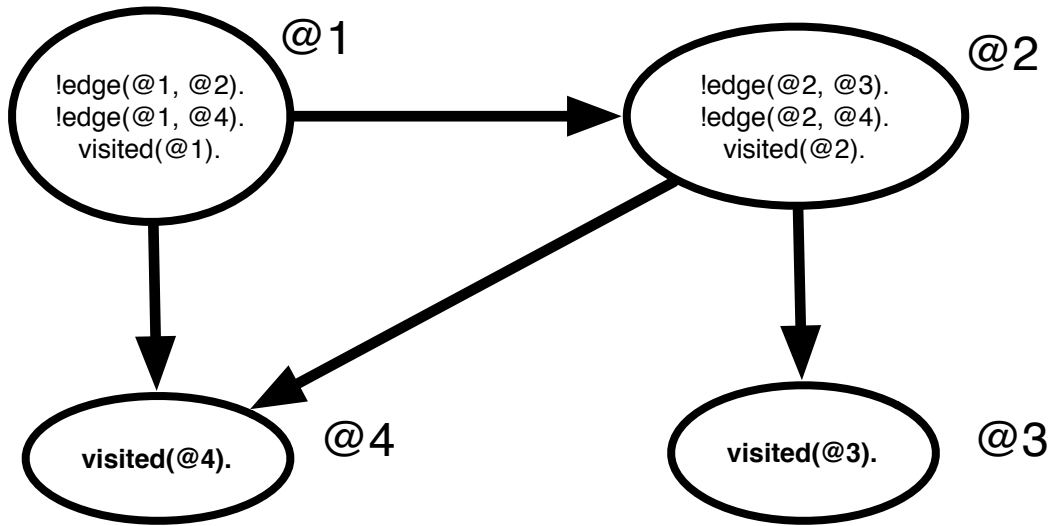 @1
!edge(@1, @2).
!edge(@1, @4).
visited(@1).
@2
!edge(@2, @3).
!edge(@2, @4).
visited(@2).
visited(@4).
@4
visited(@3).
@3